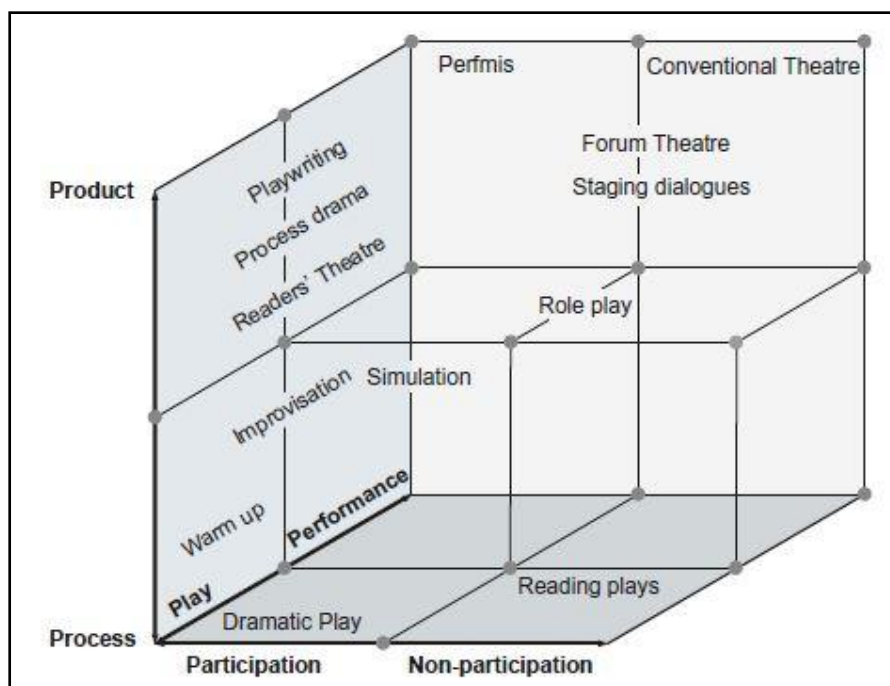 Perfmis
Conventional Theatre
Forum Theatre
Playwriting
Product
Staging dialogues
Process drama
Readers’ Theatre
Role play
Simulation
Improvisation
Performance
Warm up
Play
Reading plays
Dramatic Play
Process
Participation
Non-participation